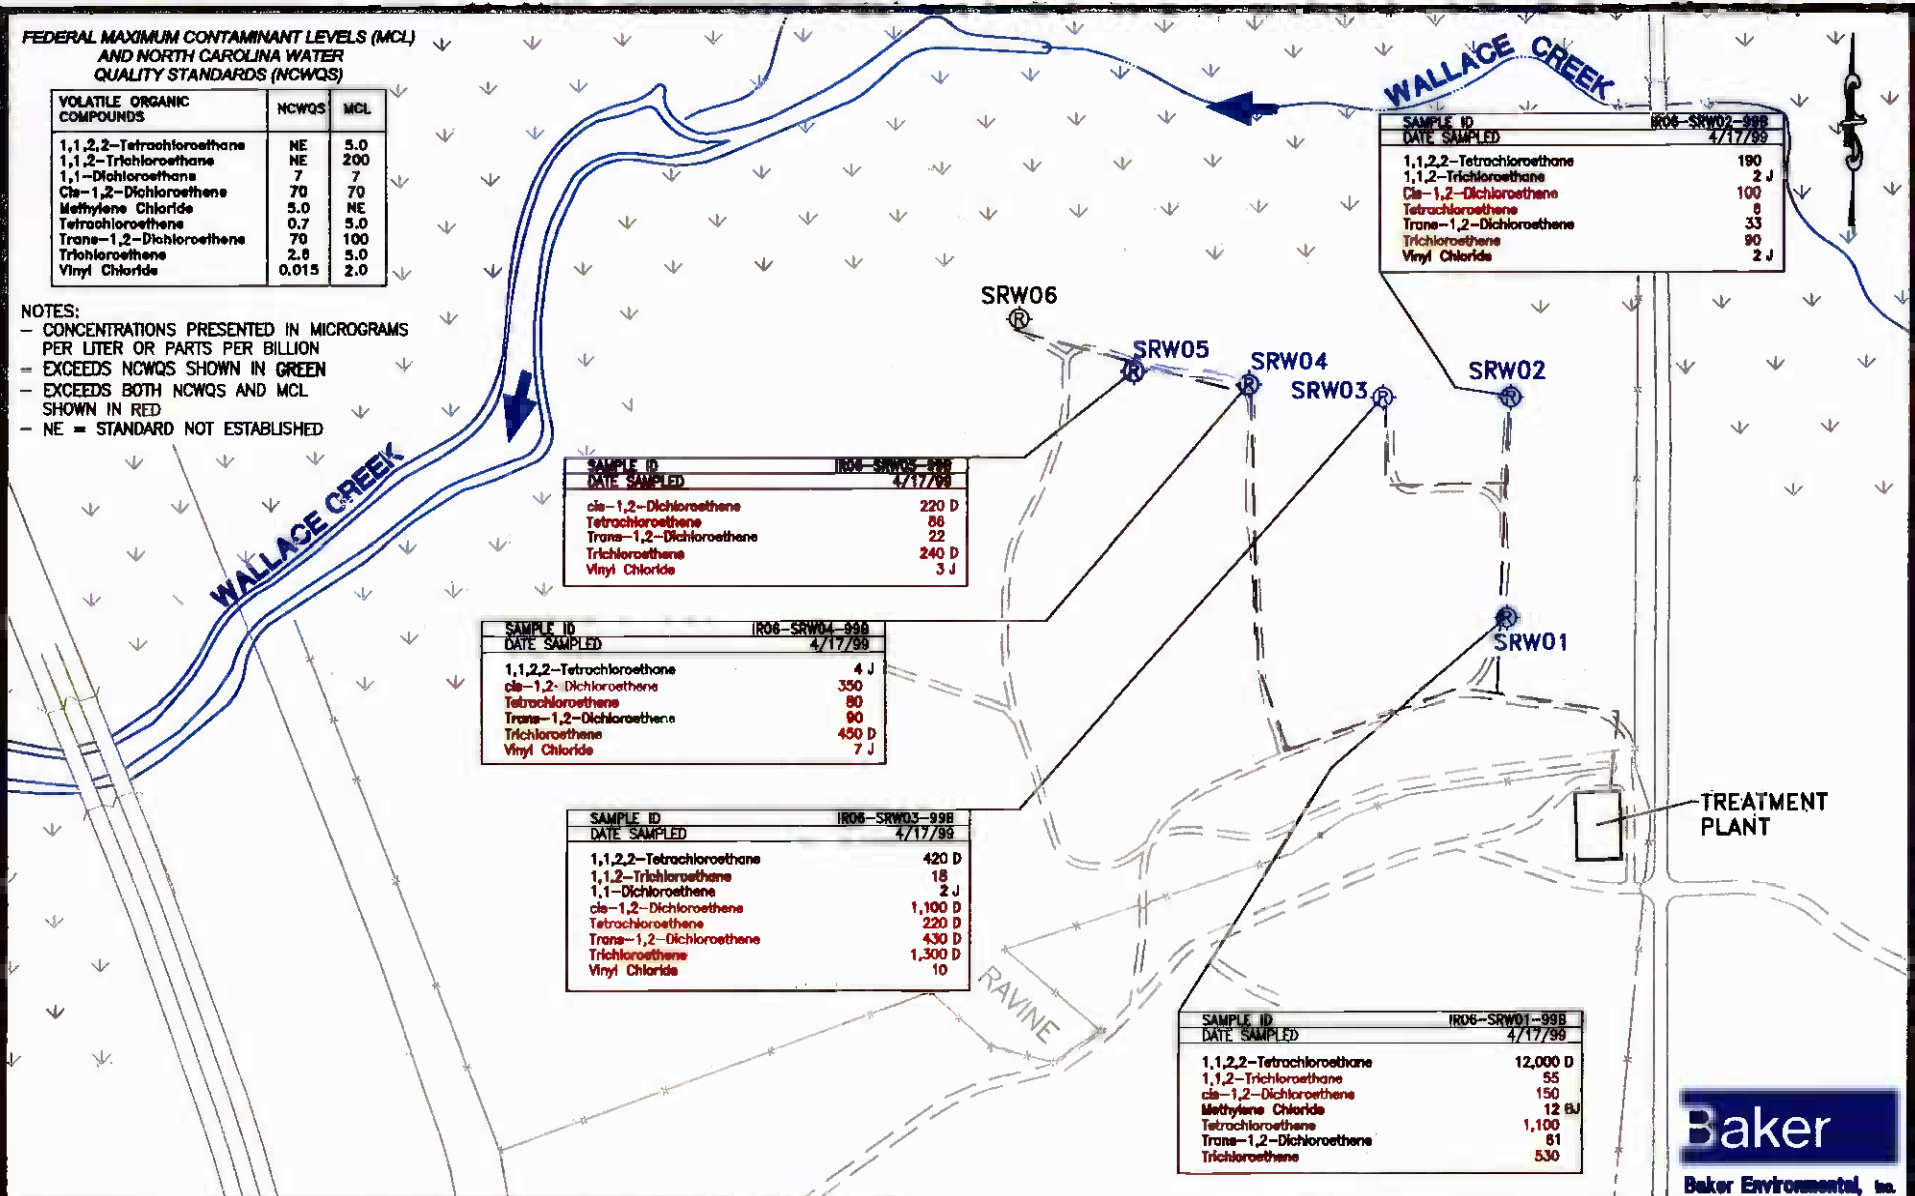 FEDERAL MAXIMUM CONTAMINANT LEVELS (MCL)
AND NORTH CAROLINA WATER
QUALITY STANDARDS (NCWQS)
VOLATILE ORGANIC COMPOUNDS NCWQS MCL
1,1,2,2-Tetrachloroethane NE 5.0
1,1,2-Trichloroethane NE 200
1,1-Dichloroethane 7 7
Cis-1,2-Dichloroethene 70 70
Methylene Chloride 5.0 NE
Tetrachloroethene 0.7 5.0
Trans-1,2-Dichloroethene 70 100
Trichloroethene 2.8 5.0
Vinyl Chloride 0.015 2.0
NOTES:
- CONCENTRATIONS PRESENTED IN MICROGRAMS
PER LITER OR PARTS PER BILLION
- EXCEEDS NCWQS SHOWN IN GREEN
- EXCEEDS BOTH NCWQS AND MCL
SHOWN IN RED
- NE = STANDARD NOT ESTABLISHED
WALLACE CREEK
SAMPLE ID IR06-SRW02-99B
DATE SAMPLED 4/17/99
1,1,2,2-Tetrachloroethane 190
1,1,2-Trichloroethane 2 J
Cis-1,2-Dichloroethene 100
Tetrachloroethene 8
Trans-1,2-Dichloroethene 33
Trichloroethene 90
Vinyl Chloride 2 J
SRW06
SRW05
SRW04
SRW03
SRW02
WALLACE CREEK
SAMPLE ID IR06-SRW05-99B
DATE SAMPLED 4/17/99
cis-1,2-Dichloroethene 220 D
Tetrachloroethene 86
Trans-1,2-Dichloroethene 22
Trichloroethene 240 D
Vinyl Chloride 3 J
SAMPLE ID IR06-SRW04-99B
DATE SAMPLED 4/17/99
1,1,2,2-Tetrachloroethane 4 J
cis-1,2-Dichloroethene 350
Tetrachloroethene 80
Trans-1,2-Dichloroethene 90
Trichloroethene 450 D
Vinyl Chloride 7 J
SRW01
SAMPLE ID IR06-SRW03-99B
DATE SAMPLED 4/17/99
1,1,2,2-Tetrachloroethane 420 D
1,1,2-Trichloroethane 18
1,1-Dichloroethene 2 J
cis-1,2-Dichloroethene 1,100 D
Tetrachloroethene 220 D
Trans-1,2-Dichloroethene 430 D
Trichloroethene 1,300 D
Vinyl Chloride 10
TREATMENT
PLANT
RAVINE
SAMPLE ID IR06-SRW01-99B
DATE SAMPLED 4/17/99
1,1,2,2-Tetrachloroethane 12,000 D
1,1,2-Trichloroethane 55
cis-1,2-Dichloroethene 150
Methylene Chloride 12 BJ
Tetrachloroethene 1,100
Trans-1,2-Dichloroethene 61
Trichloroethene 530
Baker
Baker Environmental, Inc.